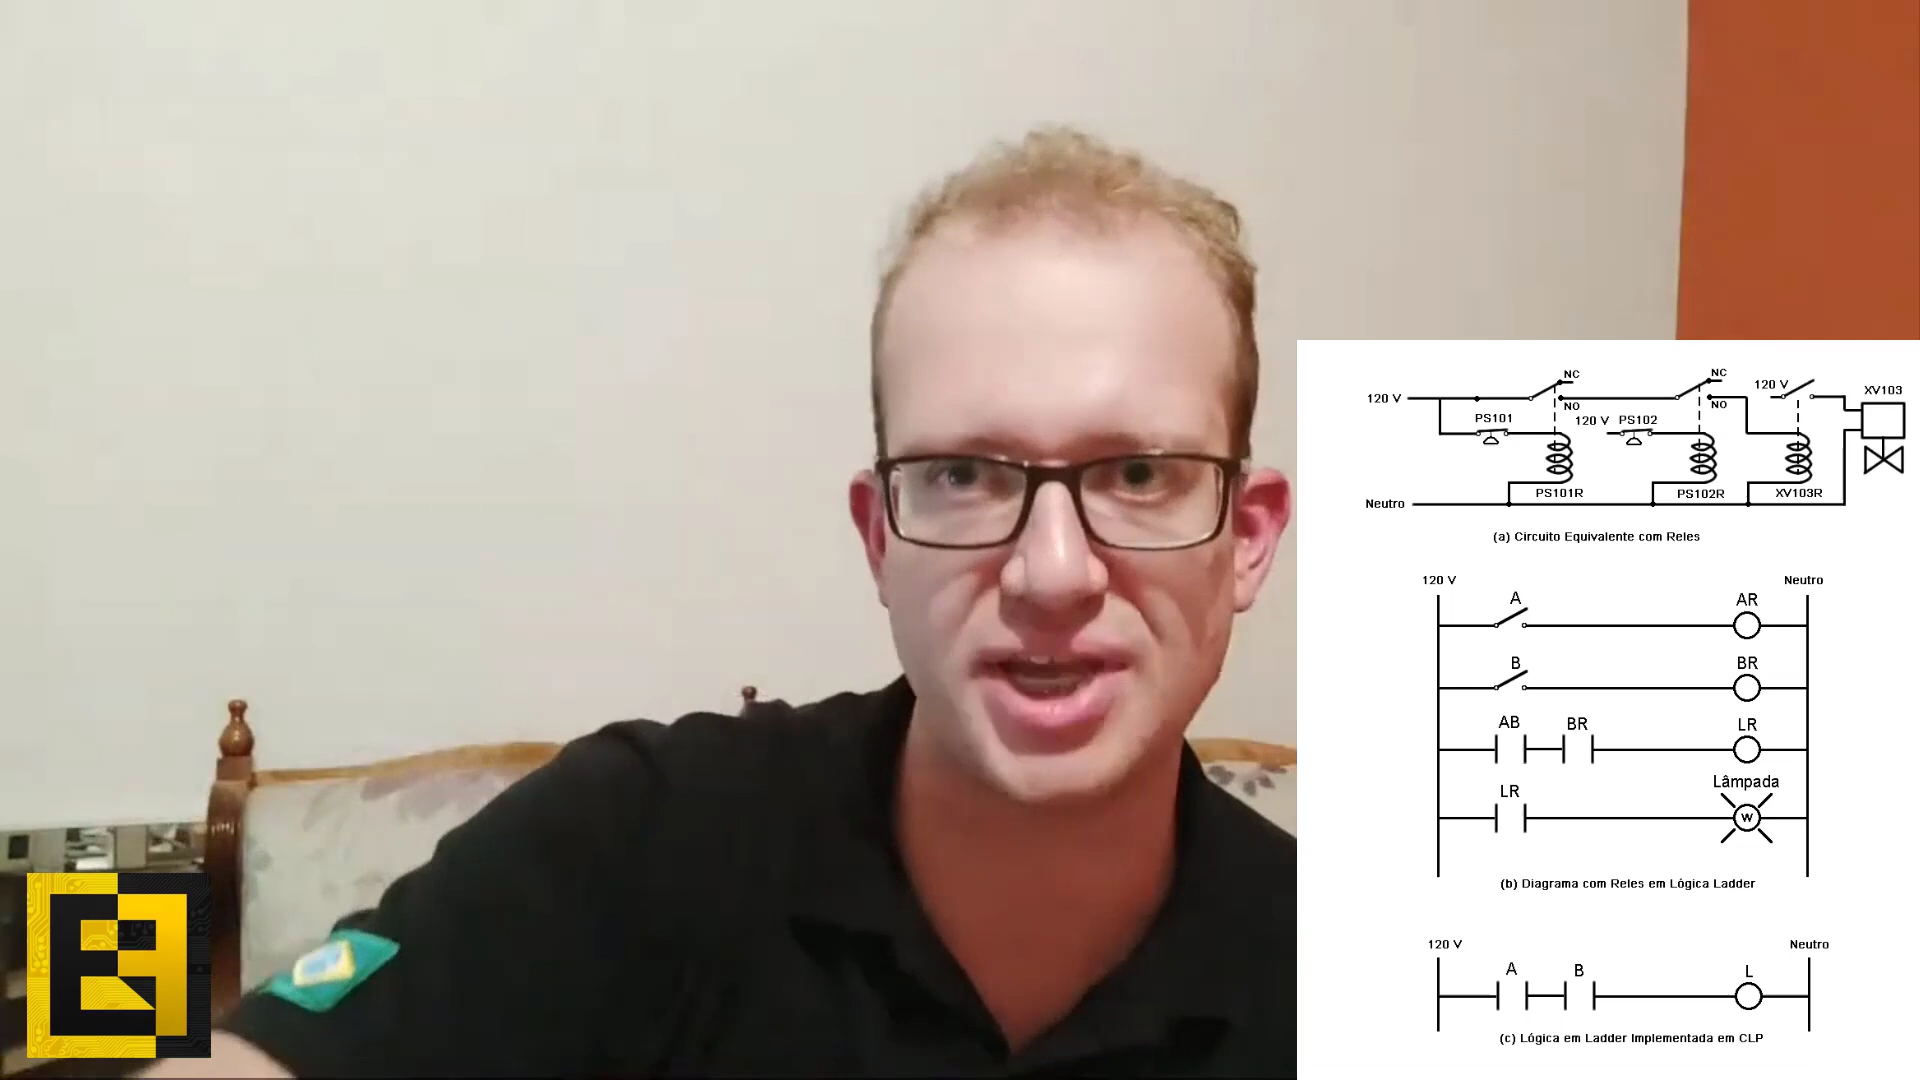 NC
NC
120 V
XV103
120 V
NO
NO
PS101
120 V
PS102
PS101R
PS102R
XV103R
Neutro
(a) Circuito Equivalente com Reles
120 V
Neutro
A
AR
B
BR
AB
BR
LR
LR
Lâmpada
W
(b) Diagrama com Reles em Lógica Ladder
120 V
Neutro
A
B
L
(c) Lógica em Ladder Implementada em CLP